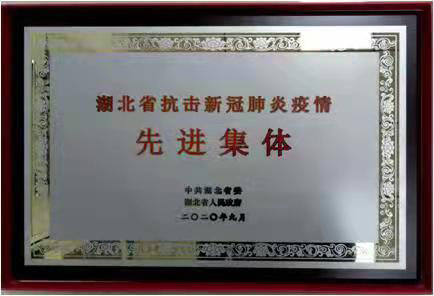 湖北省抗击新冠肺炎疫情
先进集体
中共湖北省委
湖北省人民政府
二〇二〇年九月